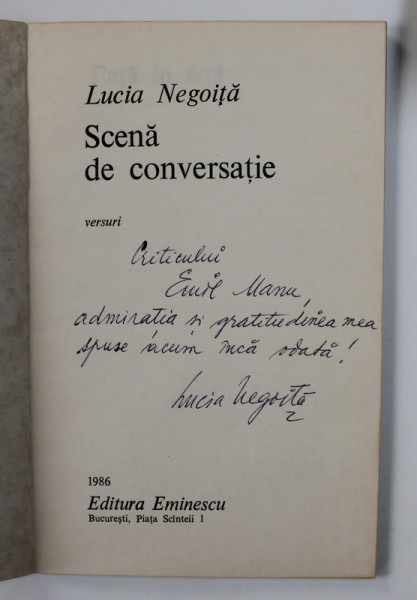 Lucia Negoiță
Scenă
de conversație
versuri
Criticului
Emil Manu,
admirația și gratitudinea mea
spuse acum încă odată!
Lucia Negoiță
1986
Editura Eminescu
București, Piața Scînteii 1